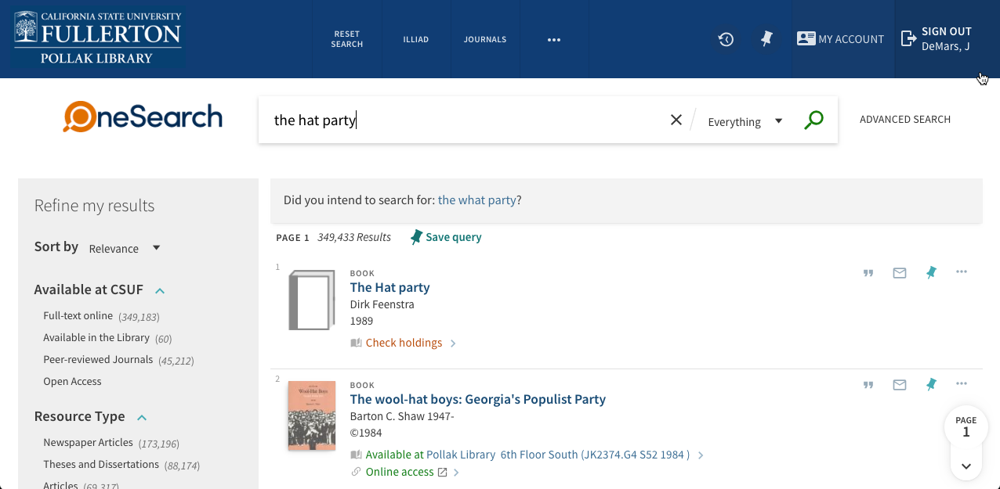 CALIFORNIA STATE UNIVERSITY
FULLERTON
POLLAK LIBRARY
RESET
SEARCH
ILLIAD
JOURNALS
MY ACCOUNT
SIGN OUT
DeMars, J
OneSearch
the hat party
Everything
ADVANCED SEARCH
Refine my results
Sort by Relevance
Available at CSUF
Full-text online (349,183)
Available in the Library (60)
Peer-reviewed Journals (45,212)
Open Access
Resource Type
Newspaper Articles (173,196)
Theses and Dissertations (88,174)
Articles (69,317)
Did you intend to search for: the what party?
PAGE 1 349,433 Results Save query
1
BOOK
The Hat party
Dirk Feenstra
1989
Check holdings
2
Wool-Hat Boys
BOOK
The wool-hat boys: Georgia's Populist Party
Barton C. Shaw 1947-
©1984
Available at Pollak Library 6th Floor South (JK2374.G4 S52 1984 )
Online access
PAGE
1